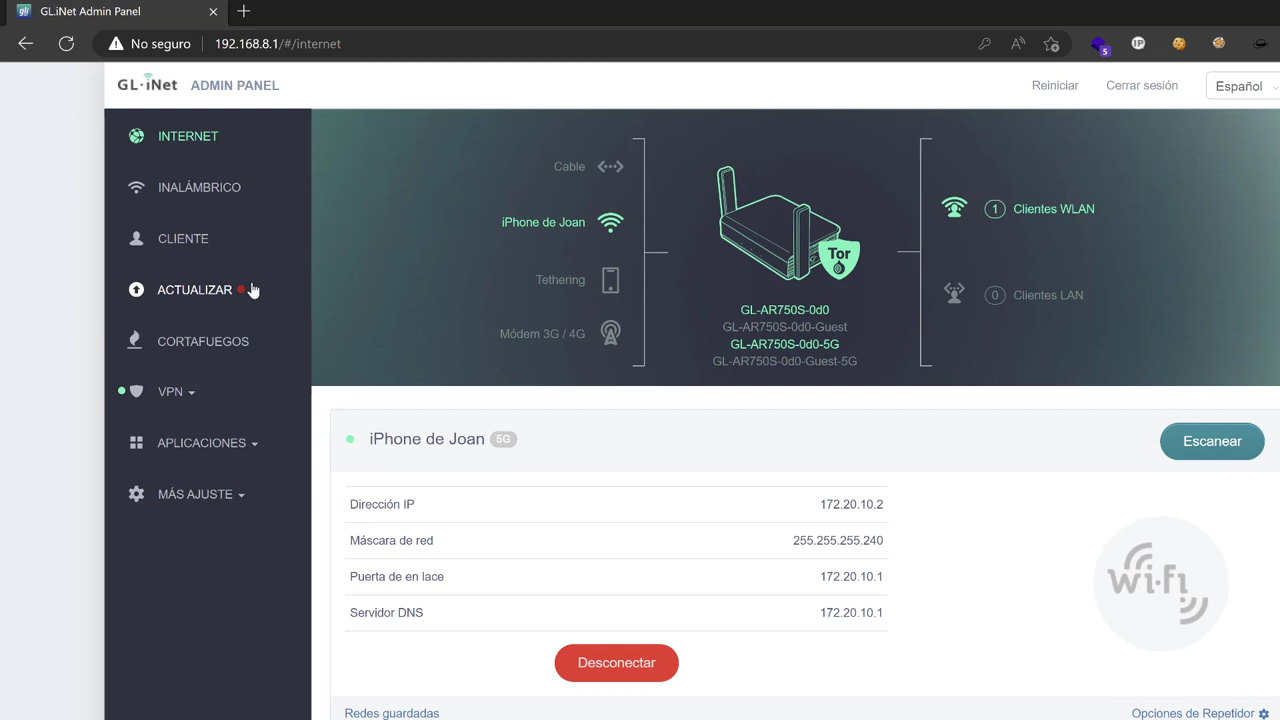 gli GL.iNet Admin Panel
No seguro 192.168.8.1/#/internet
5 IP
GL·iNet ADMIN PANEL
Reiniciar Cerrar sesión Español
INTERNET
INALÁMBRICO
CLIENTE
ACTUALIZAR
CORTAFUEGOS
VPN
APLICACIONES
MÁS AJUSTE
Cable
iPhone de Joan
Tethering
Módem 3G / 4G
Tor
GL-AR750S-0d0
GL-AR750S-0d0-Guest
GL-AR750S-0d0-5G
GL-AR750S-0d0-Guest-5G
1 Clientes WLAN
0 Clientes LAN
iPhone de Joan 5G
Escanear
Dirección IP 172.20.10.2
Máscara de red 255.255.255.240
Puerta de en lace 172.20.10.1
Servidor DNS 172.20.10.1
wi.fi
Desconectar
Redes guardadas Opciones de Repetidor